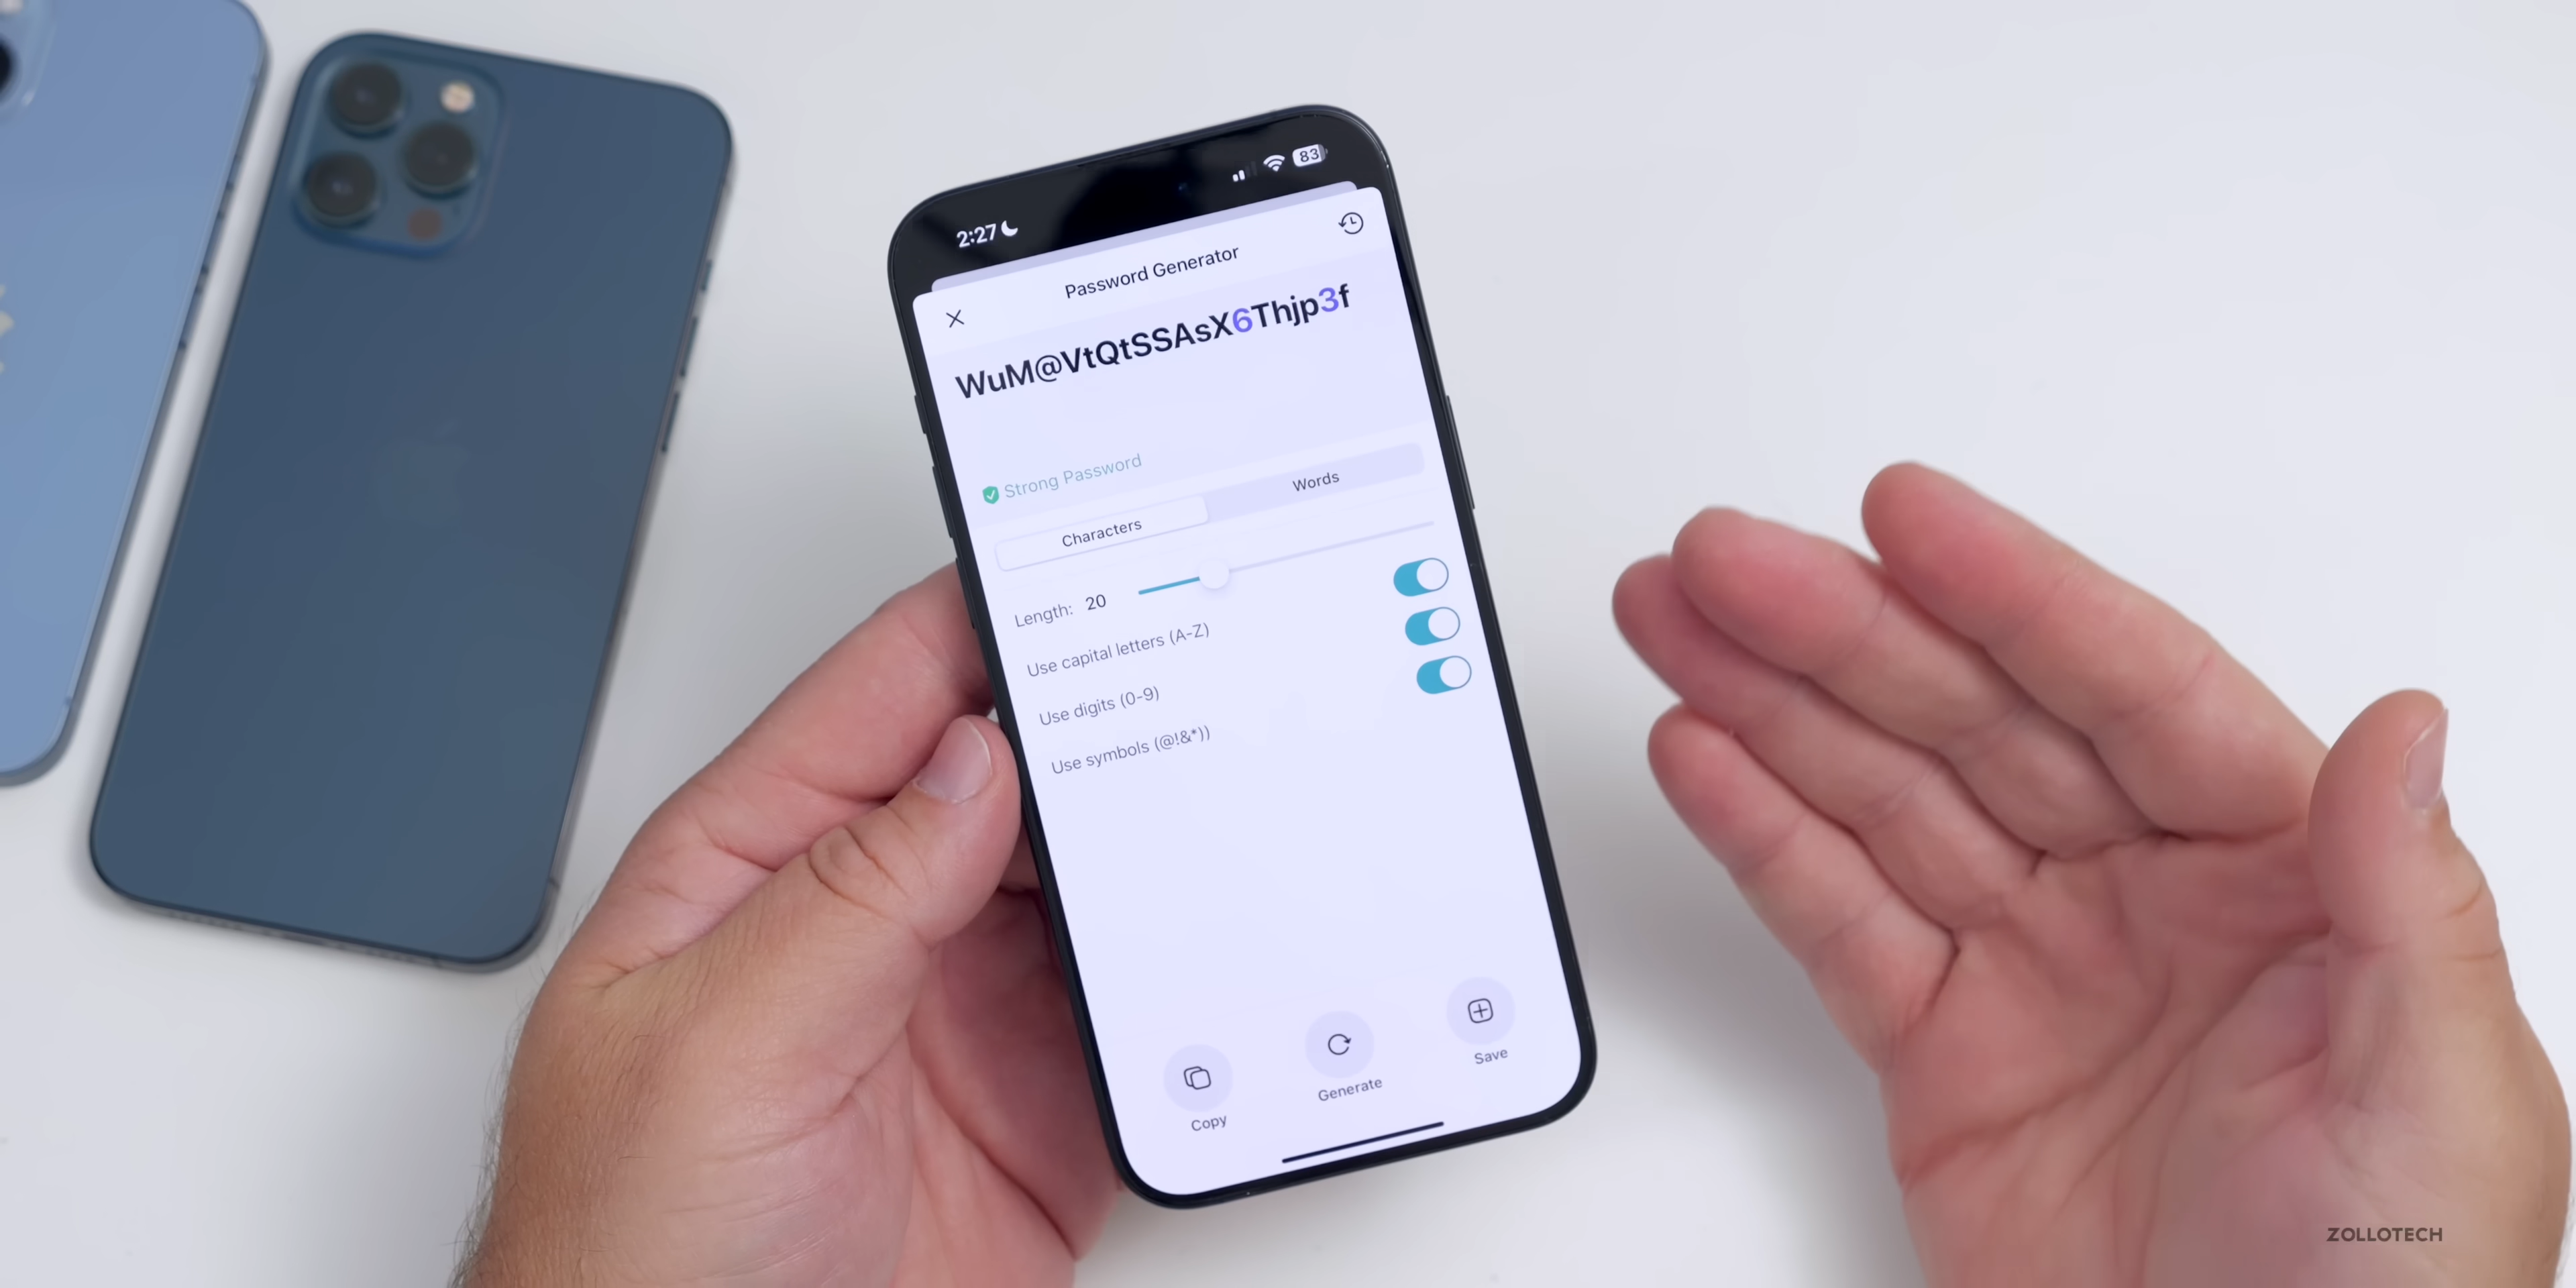 2:27
83
Password Generator
WuM@VtQtSSAsX6Thjp3f
Strong Password
Characters
Words
Length: 20
Use capital letters (A-Z)
Use digits (0-9)
Use symbols (@!&*))
Copy
Generate
Save
ZOLLOTECH